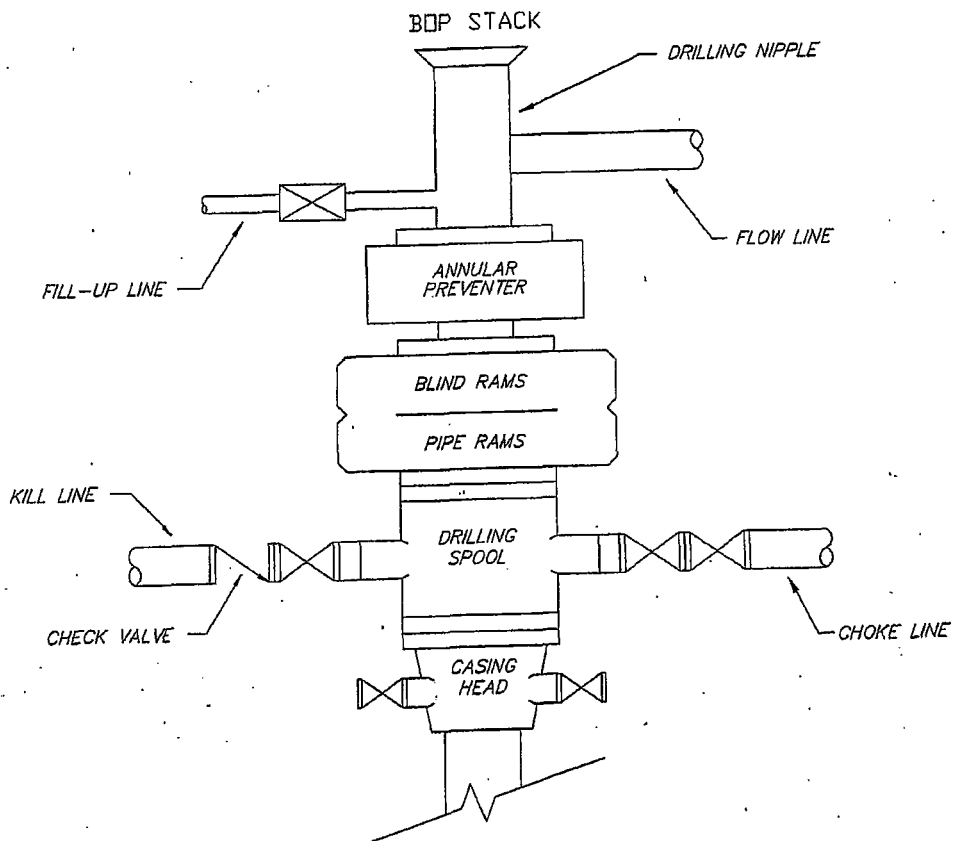 BOP STACK
DRILLING NIPPLE
FLOW LINE
FILL-UP LINE
ANNULAR
PREVENTER
BLIND RAMS
PIPE RAMS
KILL LINE
DRILLING
SPOOL
CHECK VALVE
CHOKE LINE
CASING
HEAD